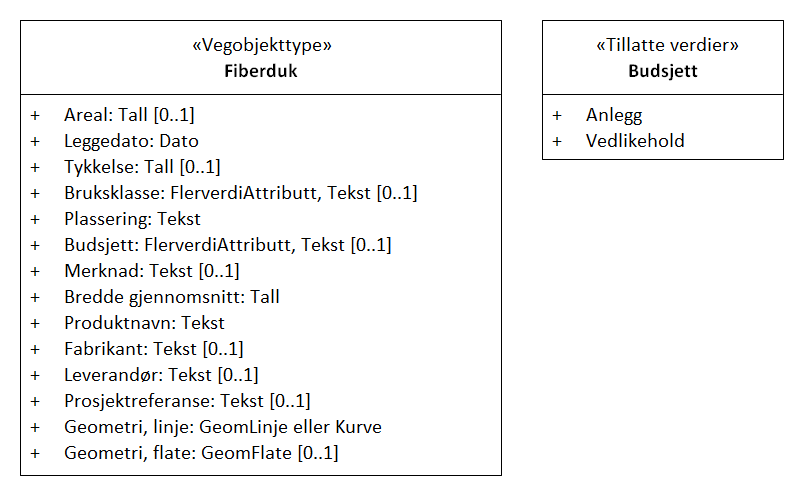 «Vegobjekttype»
Fiberduk
+ Areal: Tall [0..1]
+ Leggedato: Dato
+ Tykkelse: Tall [0..1]
+ Bruksklasse: FlerverdiAttributt, Tekst [0..1]
+ Plassering: Tekst
+ Budsjett: FlerverdiAttributt, Tekst [0..1]
+ Merknad: Tekst [0..1]
+ Bredde gjennomsnitt: Tall
+ Produktnavn: Tekst
+ Fabrikant: Tekst [0..1]
+ Leverandør: Tekst [0..1]
+ Prosjektreferanse: Tekst [0..1]
+ Geometri, linje: GeomLinje eller Kurve
+ Geometri, flate: GeomFlate [0..1]
«Tillatte verdier»
Budsjett
+ Anlegg
+ Vedlikehold